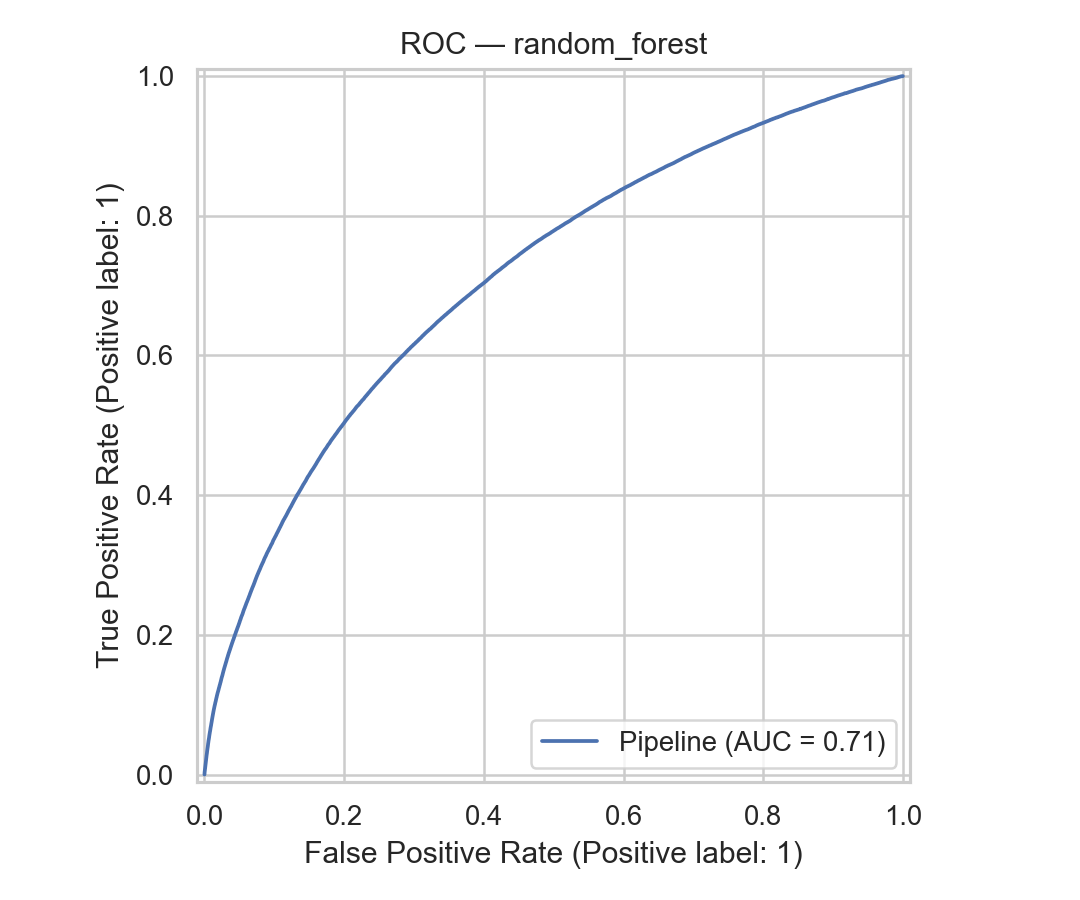 ROC — random_forest
True Positive Rate (Positive label: 1)
1.0
0.8
0.6
0.4
0.2
0.0
Pipeline (AUC = 0.71)
0.0 0.2 0.4 0.6 0.8 1.0
False Positive Rate (Positive label: 1)